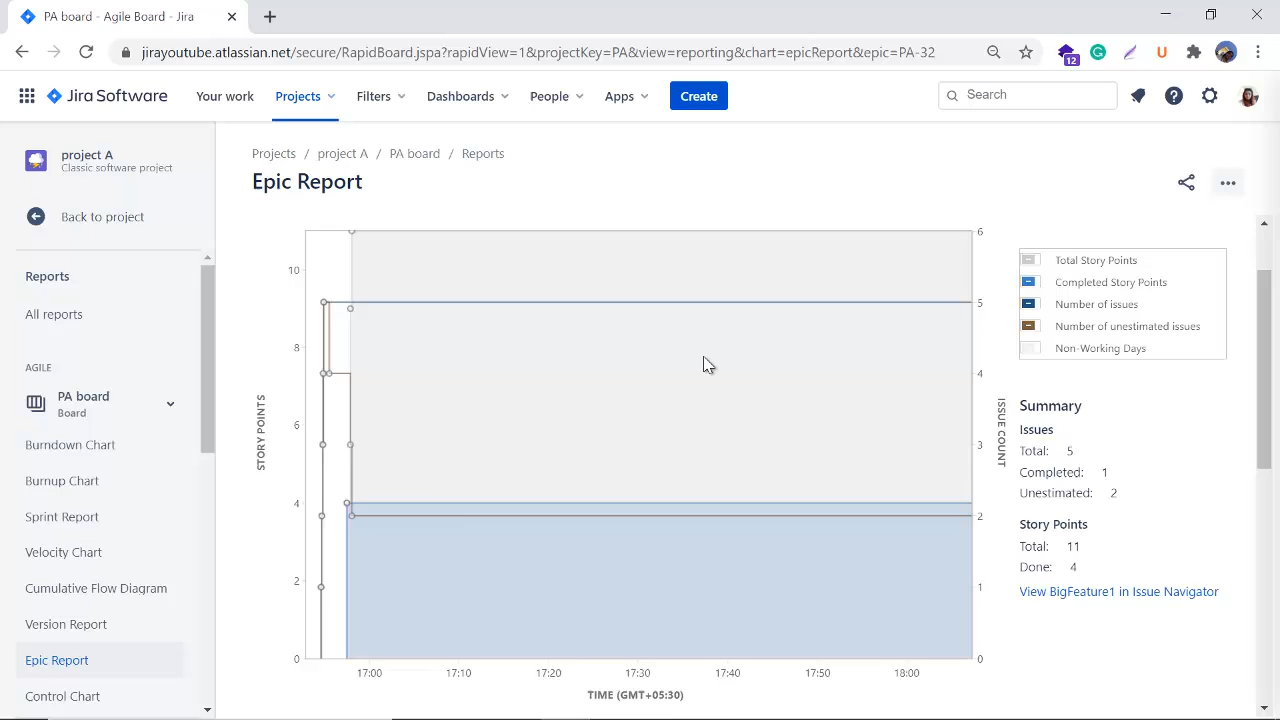 PA board - Agile Board - Jira
jirayoutube.atlassian.net/secure/RapidBoard.jspa?rapidView=1&projectKey=PA&view=reporting&chart=epicReport&epic=PA-32
12
Jira Software
Your work
Projects
Filters
Dashboards
People
Apps
Create
Search
project A
Classic software project
Back to project
Reports
All reports
AGILE
PA board
Board
Burndown Chart
Burnup Chart
Sprint Report
Velocity Chart
Cumulative Flow Diagram
Version Report
Epic Report
Control Chart
Projects / project A / PA board / Reports
Epic Report
STORY POINTS
10
8
6
4
2
0
6
5
4
3
2
1
0
ISSUE COUNT
17:00 17:10 17:20 17:30 17:40 17:50 18:00
TIME (GMT+05:30)
Total Story Points
Completed Story Points
Number of issues
Number of unestimated issues
Non-Working Days
Summary
Issues
Total: 5
Completed: 1
Unestimated: 2
Story Points
Total: 11
Done: 4
View BigFeature1 in Issue Navigator